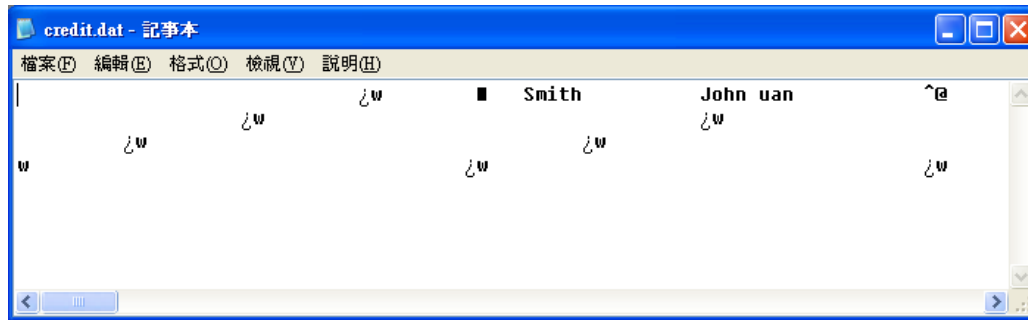 credit.dat - 記事本
檔案(F) 編輯(E) 格式(O) 檢視(V) 說明(H)
¿w ■ Smith John uan ^@
¿w ¿w
¿w ¿w
w ¿w ¿w